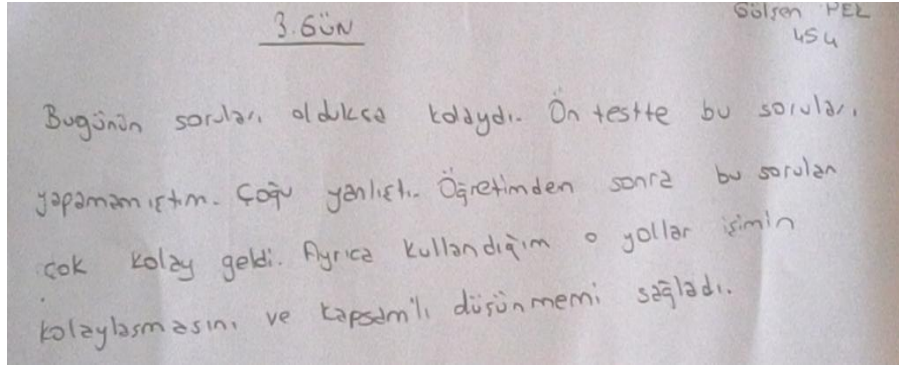 3. GÜN
Gülşen PEK
454
Bugünün soruları oldukça kolaydı. Ön testte bu soruları
yapamamıştım. Çoğu yanlıştı. Öğretimden sonra bu soruları
çok kolay geldi. Ayrıca kullandığım o yollar işimin
kolaylaşmasını ve kapsamlı düşünmemi sağladı.